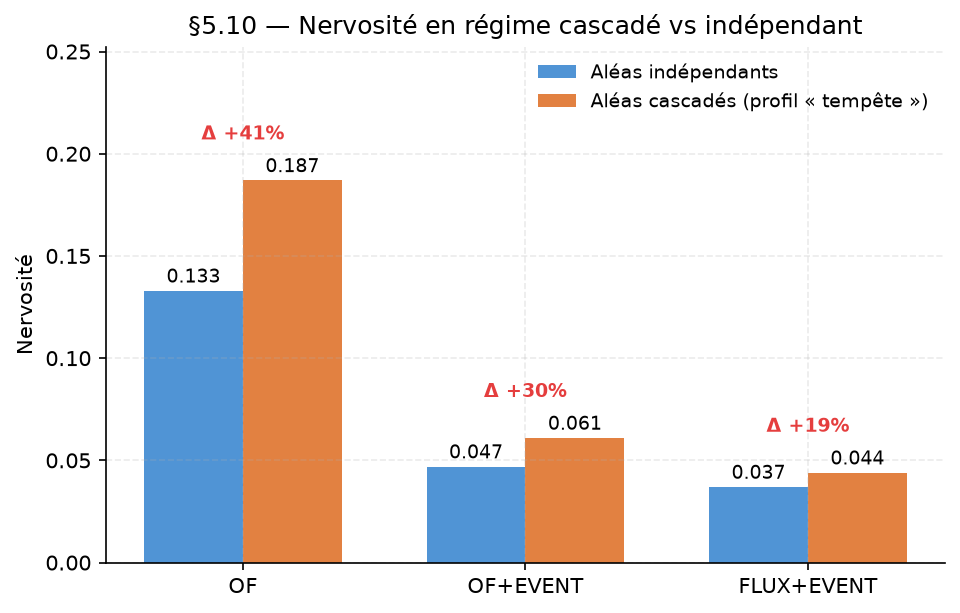 §5.10 — Nervosité en régime cascadé vs indépendant
Aléas indépendants
Aléas cascadés (profil « tempête »)
Nervosité
0.25
0.20
0.15
0.10
0.05
0.00
Δ +41%
0.133
0.187
Δ +30%
0.047
0.061
Δ +19%
0.037
0.044
OF
OF+EVENT
FLUX+EVENT